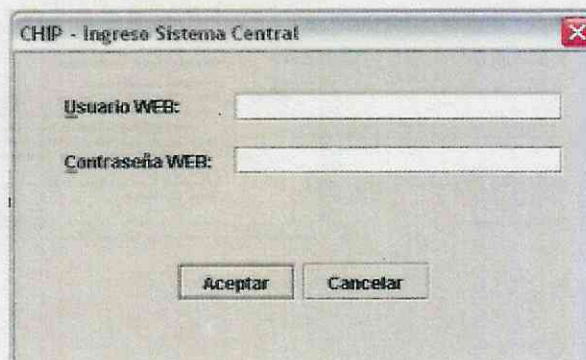 CHIP - Ingreso Sistema Central
Usuario WEB:
Contraseña WEB:
Aceptar Cancelar